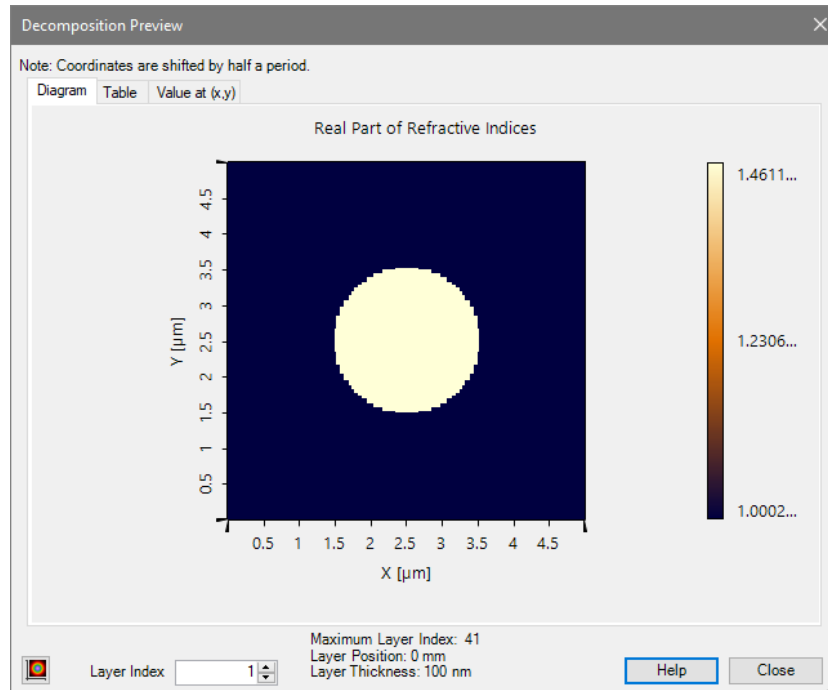 Decomposition Preview
Note: Coordinates are shifted by half a period.
Diagram Table Value at (x,y)
Real Part of Refractive Indices
4.5
4
3.5
3
2.5
2
1.5
1
0.5
Y [µm]
0.5 1 1.5 2 2.5 3 3.5 4 4.5
X [µm]
1.4611...
1.2306...
1.0002...
Maximum Layer Index: 41
Layer Position: 0 mm
Layer Thickness: 100 nm
Layer Index 1
Help Close